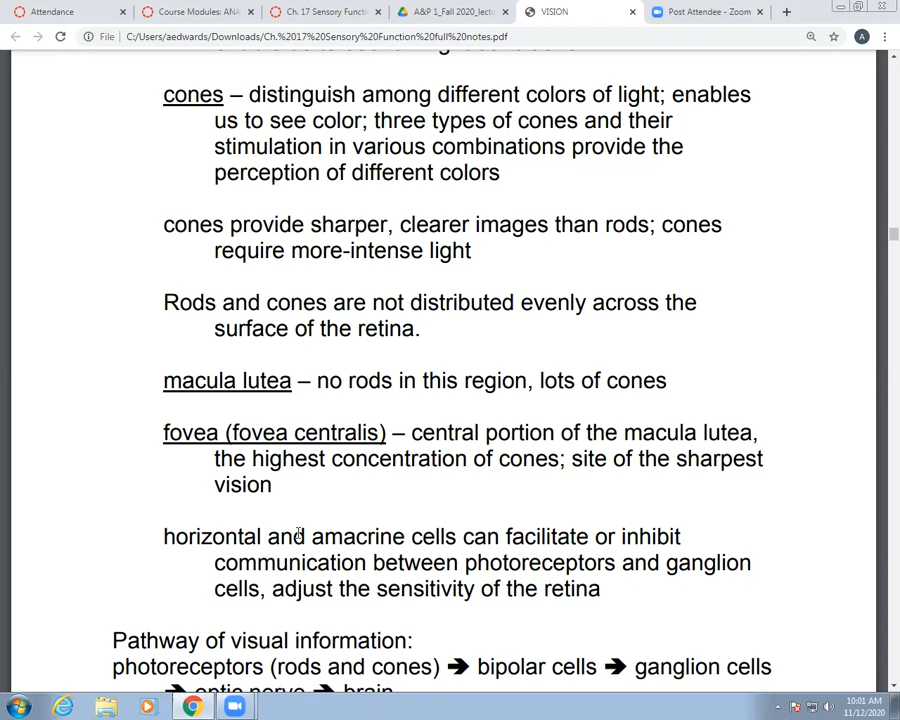 Attendance
Course Modules: ANA
Ch. 17 Sensory Functi
A&P 1_Fall 2020_lectu
VISION
Post Attendee - Zoom
File
C:/Users/aedwards/Downloads/Ch.%2017%20Sensory%20Function%20full%20notes.pdf
A
cones – distinguish among different colors of light; enables
us to see color; three types of cones and their
stimulation in various combinations provide the
perception of different colors
cones provide sharper, clearer images than rods; cones
require more-intense light
Rods and cones are not distributed evenly across the
surface of the retina.
macula lutea – no rods in this region, lots of cones
fovea (fovea centralis) – central portion of the macula lutea,
the highest concentration of cones; site of the sharpest
vision
horizontal and amacrine cells can facilitate or inhibit
communication between photoreceptors and ganglion
cells, adjust the sensitivity of the retina
Pathway of visual information:
photoreceptors (rods and cones) ➔ bipolar cells ➔ ganglion cells
➔ optic nerve ➔ brain
10:01 AM
11/12/2020